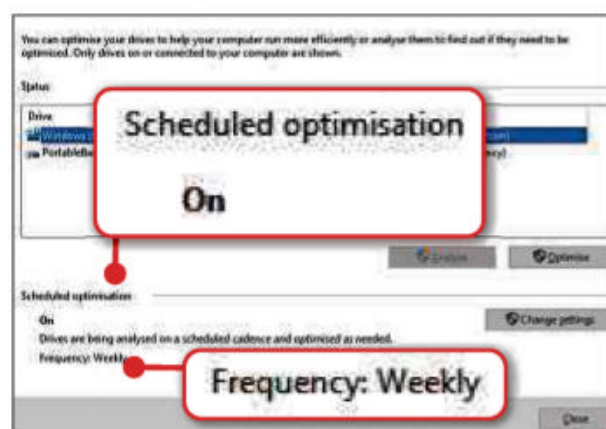 You can optimise your drives to help your computer run more efficiently or analyse them to find out if they need to be
optimised. Only drives on or connected to your computer are shown.
Status
Drive
Scheduled optimisation
On
Windows
Analyse
Optimise
Scheduled optimisation
On
Change settings
Drives are being analysed on a scheduled cadence and optimised as needed.
Frequency: Weekly
Frequency: Weekly
Close